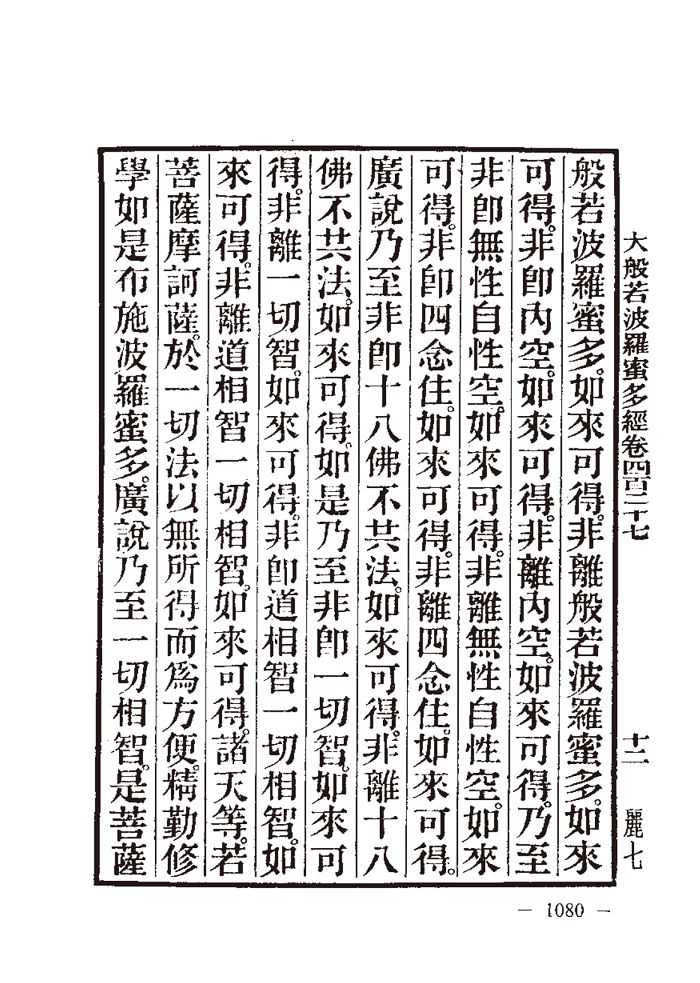 大般若波羅蜜多經卷四百二十七
十二
麗七
般若波羅蜜多。如來可得。非離般若波羅蜜多。如來
可得。非卽內空。如來可得。非離內空。如來可得。乃至
非卽無性自性空。如來可得。非離無性自性空。如來
可得。非卽四念住。如來可得。非離四念住。如來可得。
廣說乃至非卽十八佛不共法。如來可得。非離十八
佛不共法。如來可得。如是乃至非卽一切智。如來可
得。非離一切智。如來可得。非卽道相智一切相智。如
來可得。非離道相智一切相智。如來可得。諸天等。若
菩薩摩訶薩。於一切法以無所得而爲方便。精勤修
學如是布施波羅蜜多。廣說乃至一切相智。是菩薩
— 1080 —